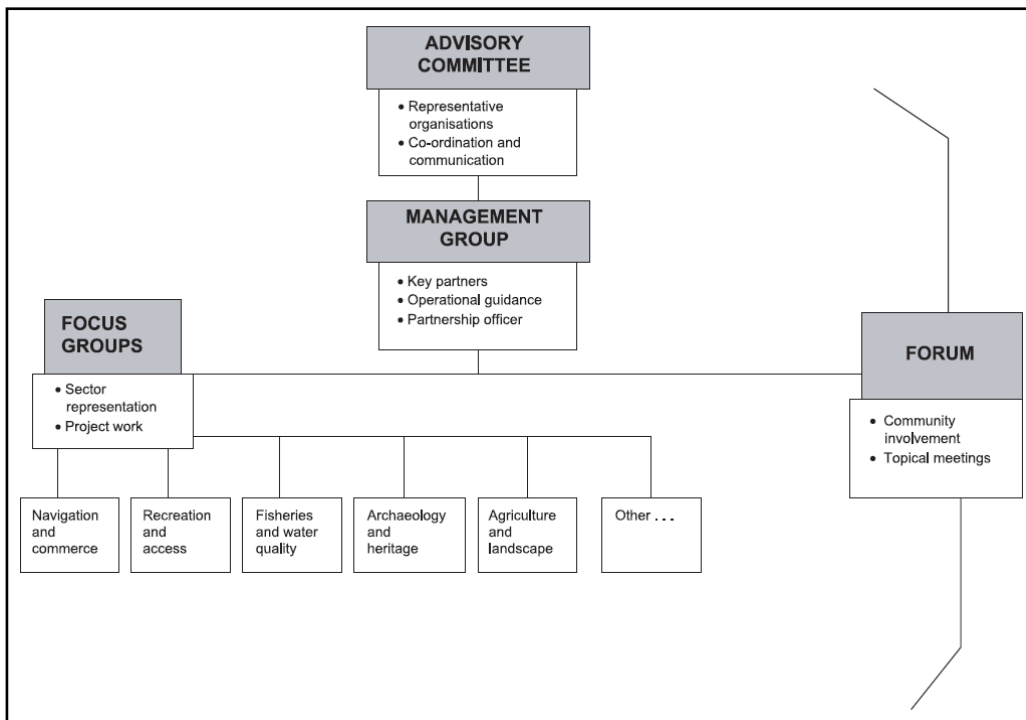 ADVISORY
COMMITTEE
• Representative
organisations
• Co-ordination and
communication
MANAGEMENT
GROUP
• Key partners
• Operational guidance
• Partnership officer
FOCUS
GROUPS
• Sector
representation
• Project work
FORUM
• Community
involvement
• Topical meetings
Navigation
and
commerce
Recreation
and
access
Fisheries
and water
quality
Archaeology
and
heritage
Agriculture
and
landscape
Other . . .